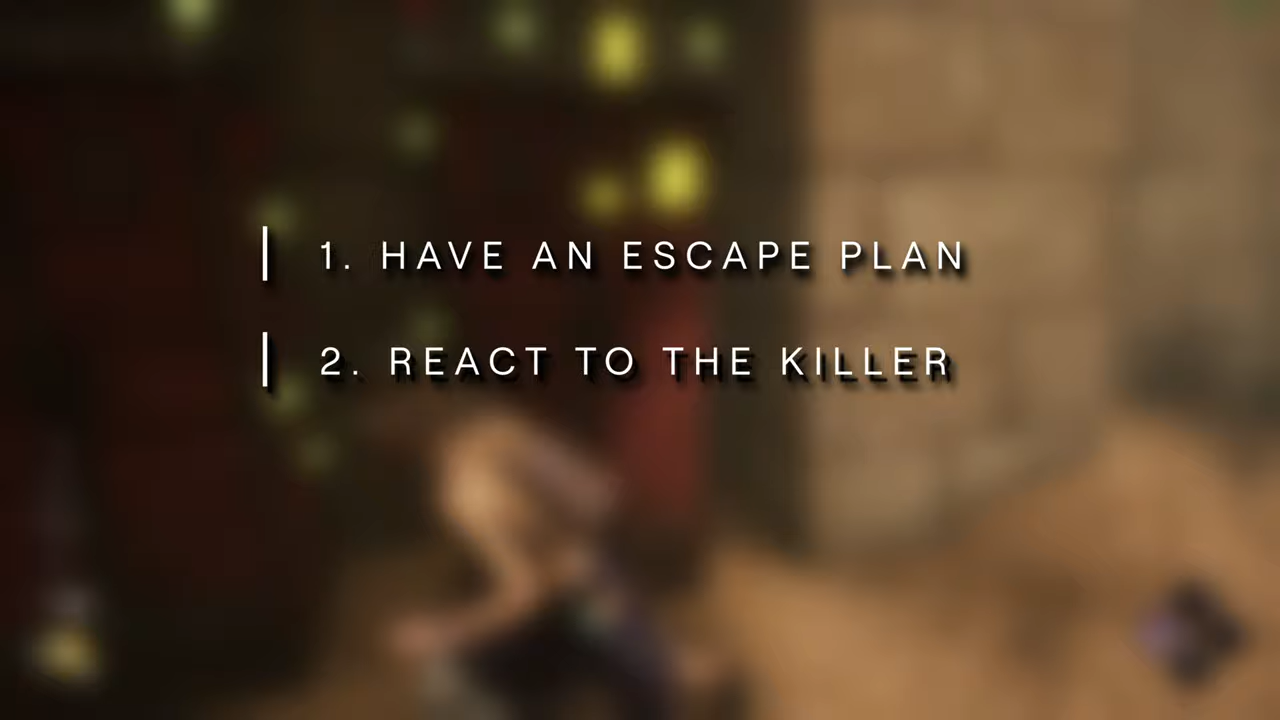 1. HAVE AN ESCAPE PLAN
2. REACT TO THE KILLER